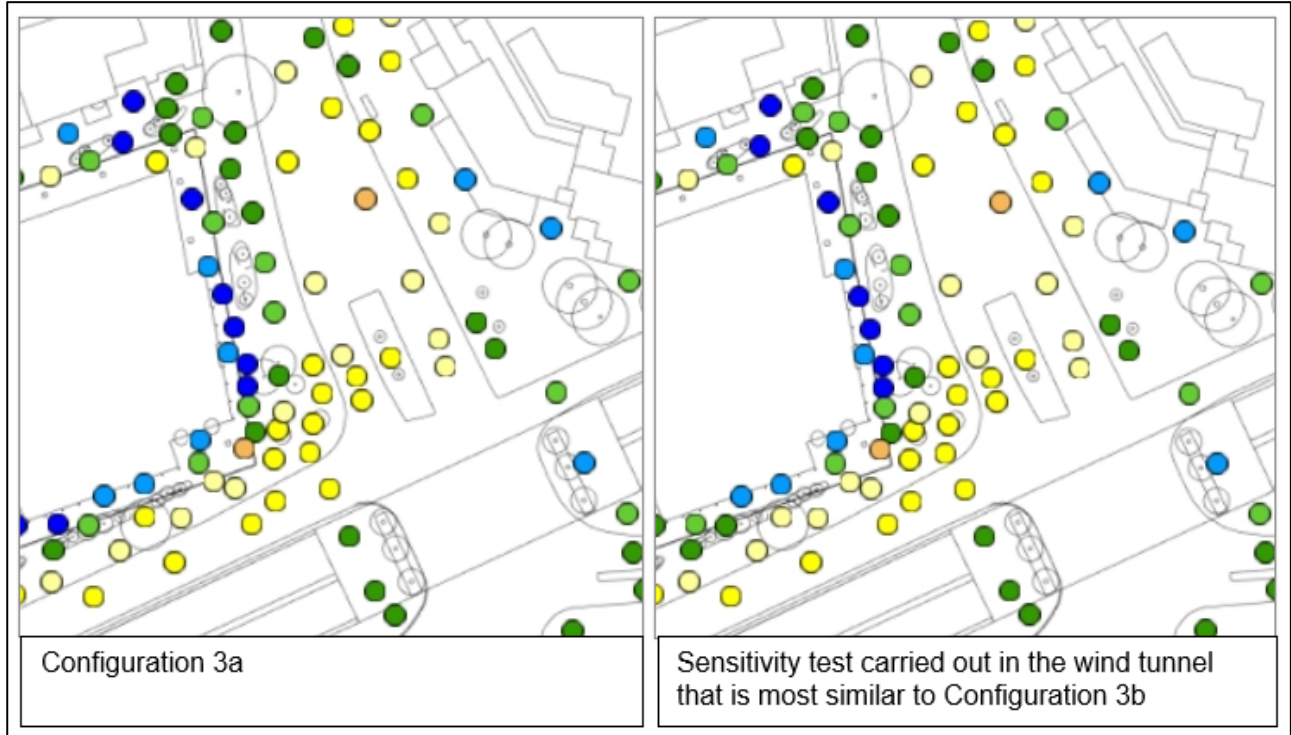 Configuration 3a
Sensitivity test carried out in the wind tunnel
that is most similar to Configuration 3b